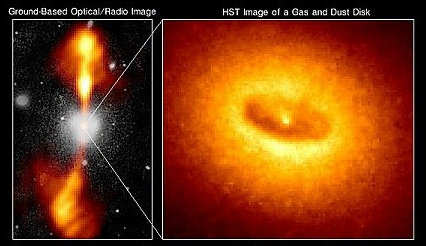 Ground-Based Optical/Radio Image
HST Image of a Gas and Dust Disk